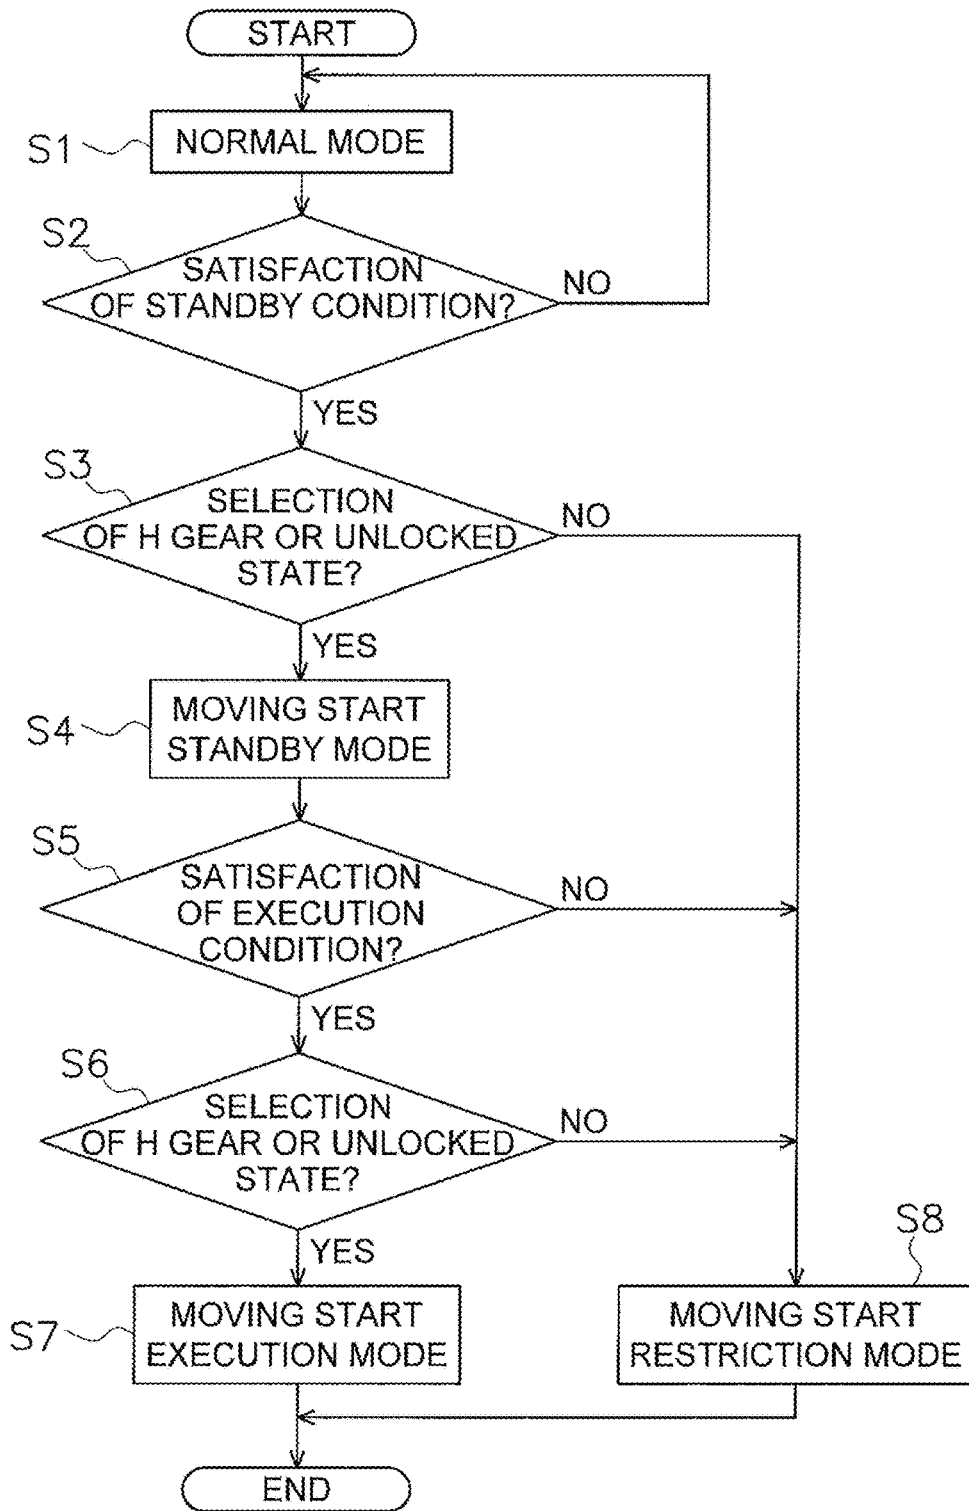 START
S1
NORMAL MODE
S2
SATISFACTION
OF STANDBY CONDITION?
NO
YES
S3
SELECTION
OF H GEAR OR UNLOCKED
STATE?
NO
YES
S4
MOVING START
STANDBY MODE
S5
SATISFACTION
OF EXECUTION
CONDITION?
NO
YES
S6
SELECTION
OF H GEAR OR UNLOCKED
STATE?
NO
YES
S7
MOVING START
EXECUTION MODE
S8
MOVING START
RESTRICTION MODE
END